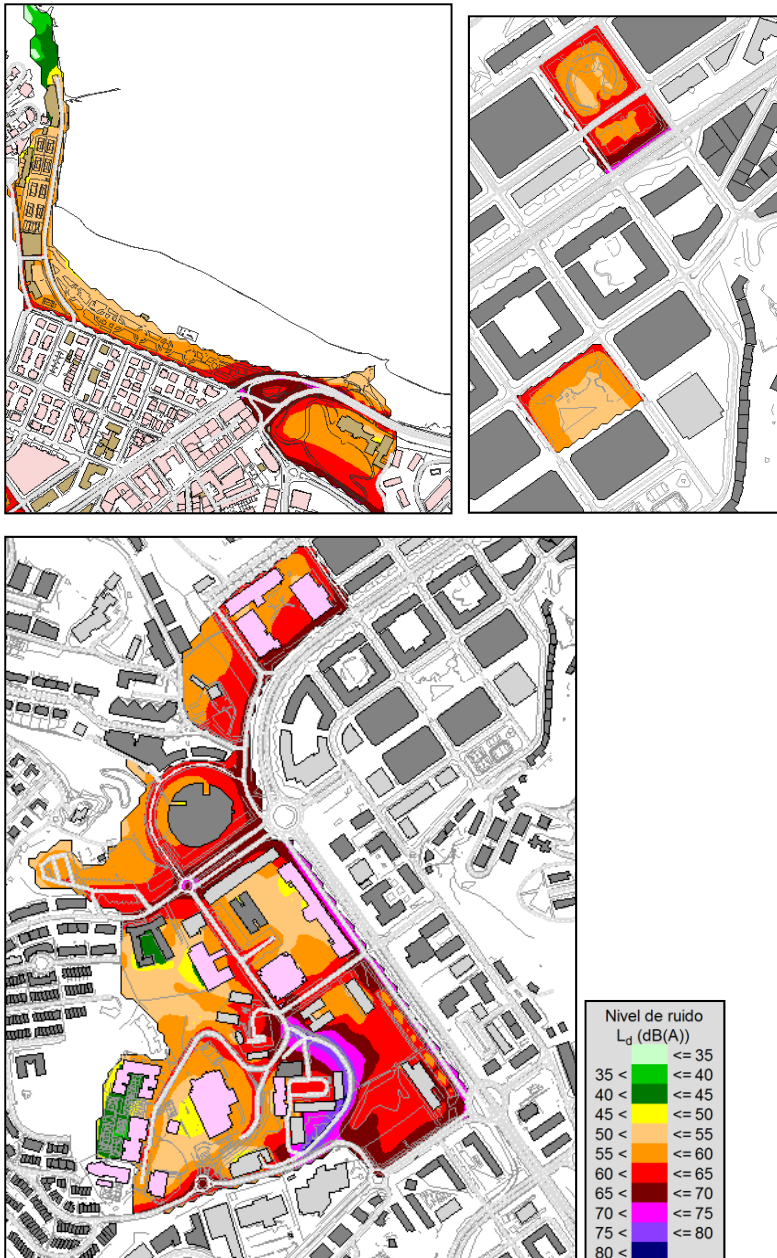 Nivel de ruido
L_d (dB(A))
<= 35
35 < <= 40
40 < <= 45
45 < <= 50
50 < <= 55
55 < <= 60
60 < <= 65
65 < <= 70
70 < <= 75
75 < <= 80
80 <